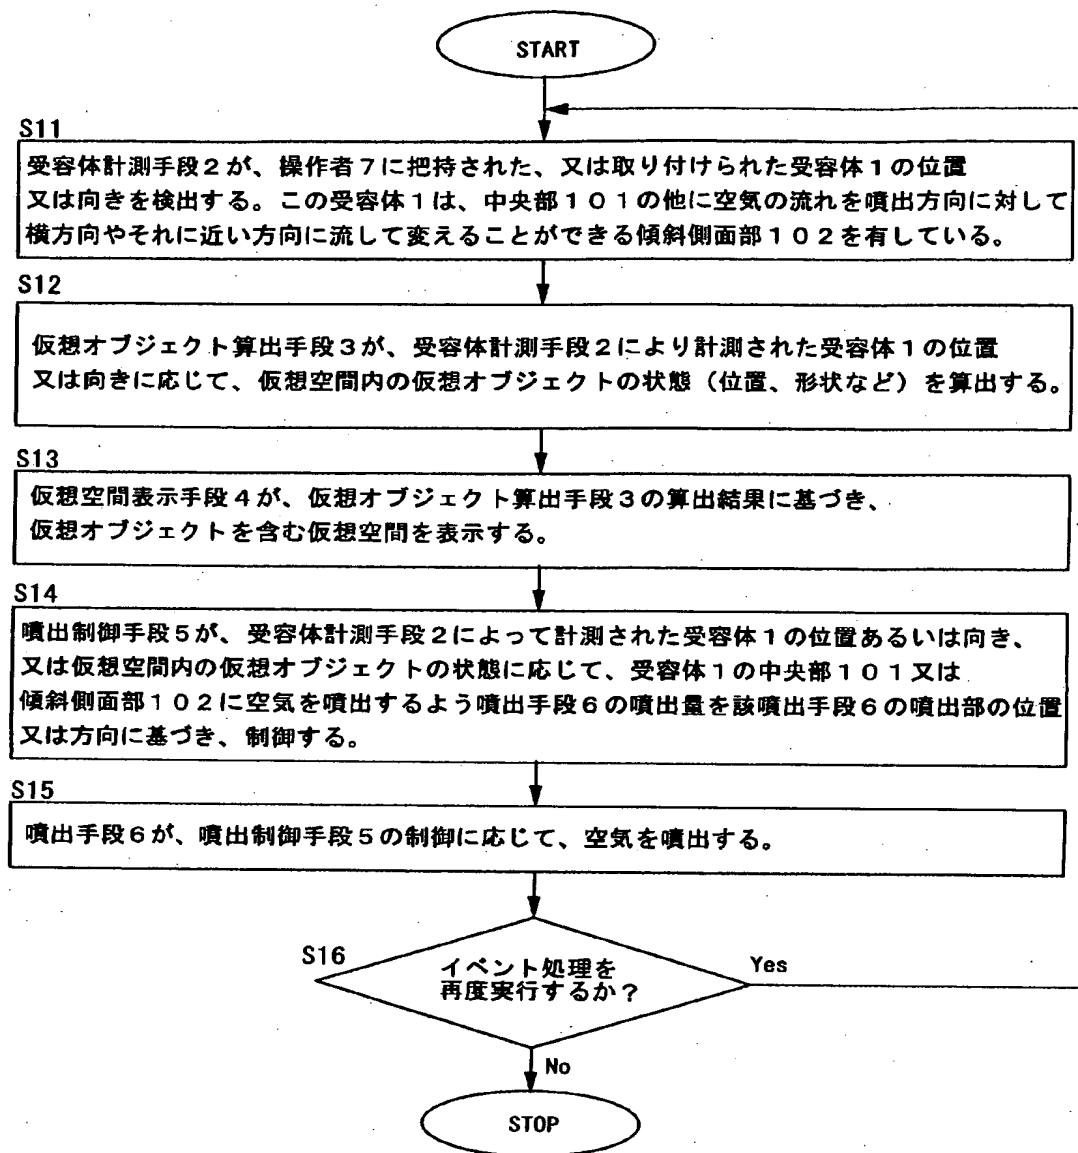 START
S11
受容体計測手段2が、操作者7に把持された、又は取り付けられた受容体1の位置
又は向きを検出する。この受容体1は、中央部101の他に空気の流れを噴出方向に対して
横方向やそれに近い方向に流して変えることができる傾斜側面部102を有している。
S12
仮想オブジェクト算出手段3が、受容体計測手段2により計測された受容体1の位置
又は向きに応じて、仮想空間内の仮想オブジェクトの状態（位置、形状など）を算出する。
S13
仮想空間表示手段4が、仮想オブジェクト算出手段3の算出結果に基づき、
仮想オブジェクトを含む仮想空間を表示する。
S14
噴出制御手段5が、受容体計測手段2によって計測された受容体1の位置あるいは向き、
又は仮想空間内の仮想オブジェクトの状態に応じて、受容体1の中央部101又は
傾斜側面部102に空気を噴出するよう噴出手段6の噴出量を該噴出手段6の噴出部の位置
又は方向に基づき、制御する。
S15
噴出手段6が、噴出制御手段5の制御に応じて、空気を噴出する。
S16
イベント処理を
再度実行するか？
Yes
No
STOP